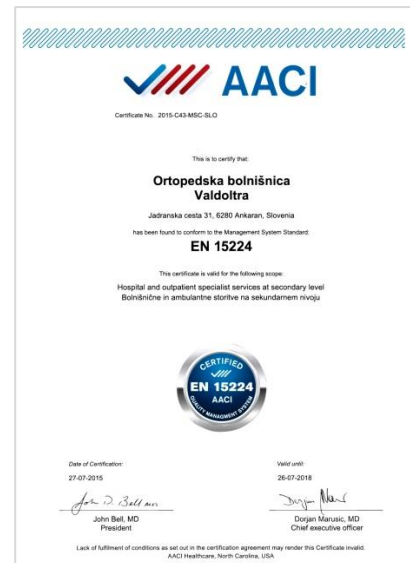 AACI
Certificate No. 2015-C43-MSC-SLO
This is to certify that:
Ortopedska bolnišnica
Valdoltra
Jadranska cesta 31, 6280 Ankaran, Slovenia
has been found to conform to the Management System Standard:
EN 15224
This certificate is valid for the following scope:
Hospital and outpatient specialist services at secondary level
Bolnišnične in ambulantne storitve na sekundarnem nivoju
CERTIFIED
EN 15224
AACI
QUALITY MANAGMENT SYSTEM
Date of Certification:
Valid until:
27-07-2015
26-07-2018
John D. Bell MD
John Bell, MD
Dorjan Marusic, MD
President
Chief executive officer
Lack of fulfilment of conditions as set out in the certification agreement may render this Certificate invalid.
AACI Healthcare, North Carolina, USA